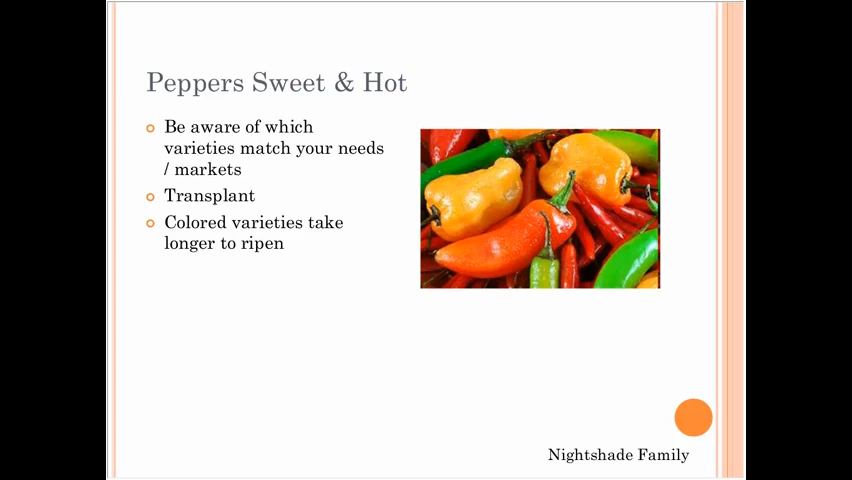 Peppers Sweet & Hot
Be aware of which
varieties match your needs
/ markets
Transplant
Colored varieties take
longer to ripen
Nightshade Family